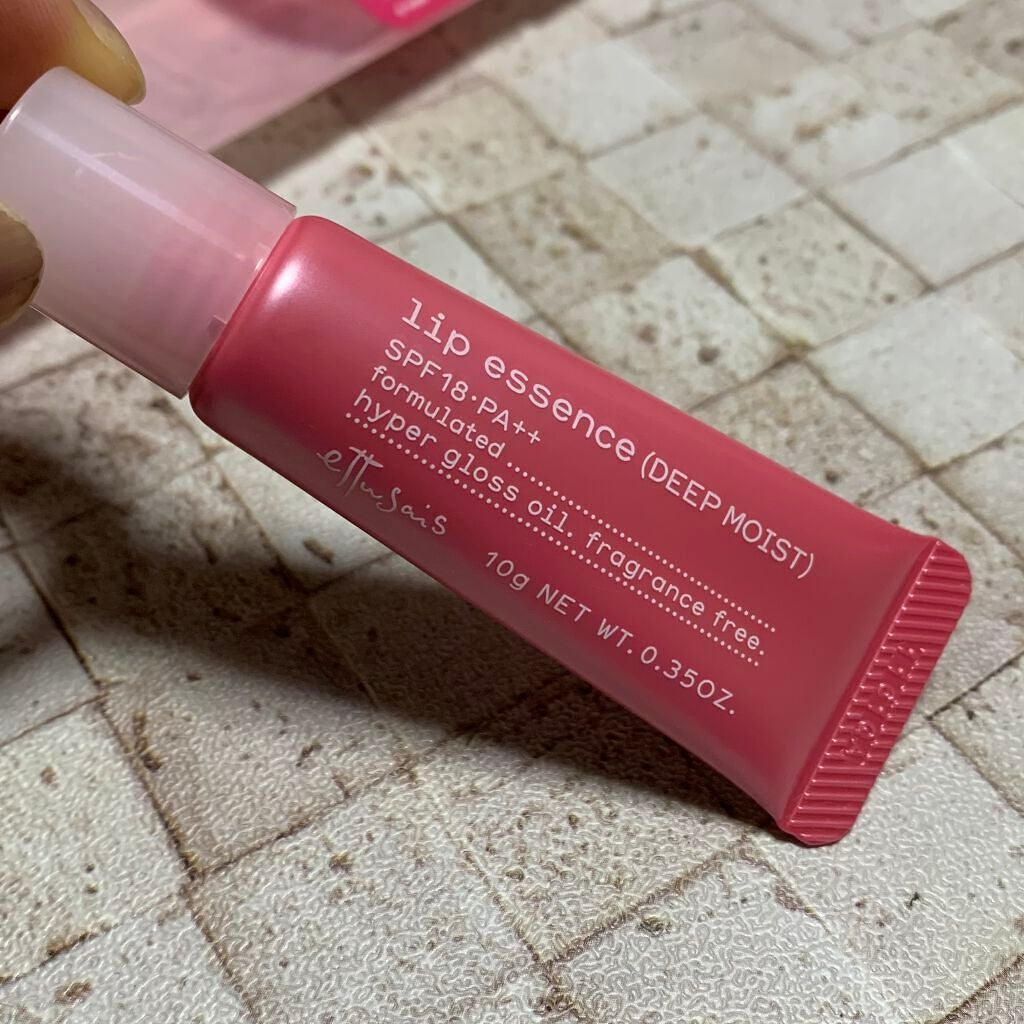 lip essence (DEEP MOIST)
SPF18·PA++
formulated
hyper gloss oil. fragrance free.
ettusais
10g NET WT. 0.35OZ.